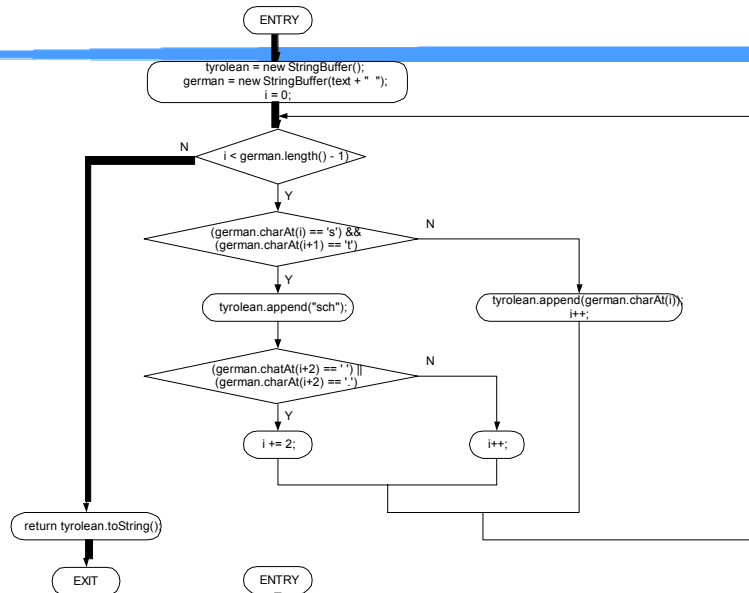 ENTRY
tyrolean = new StringBuffer();
german = new StringBuffer(text + "  ");
i = 0;
N
i < german.length() - 1)
Y
(german.charAt(i) == 's') &&
(german.charAt(i+1) == 't')
N
Y
tyrolean.append("sch");
tyrolean.append(german.charAt(i));
i++;
(german.chatAt(i+2) == ' ') ||
(german.charAt(i+2) == '.')
N
Y
i += 2;
i++;
return tyrolean.toString();
EXIT
ENTRY